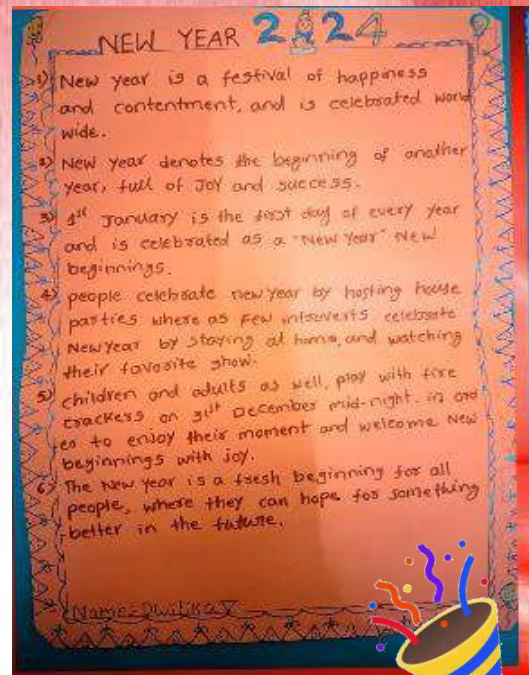 NEW YEAR 2024
1) New year is a festival of happiness
and contentment, and is celebrated world
wide.
2) New year denotes the beginning of another
year, full of Joy and success.
3) 1st January is the first day of every year
and is celebrated as a "New year" New
beginnings.
4) people celebrate new year by hosting house
parties where as Few introverts celebrate
New year by staying at home, and watching
their favorite show.
5) children and adults as well, play with fire
crackers on 31st December mid-night. in ord
er to enjoy their moment and welcome New
beginnings with joy.
6) The New year is a fresh beginning for all
people, where they can hope for something
better in the future.
Name:-